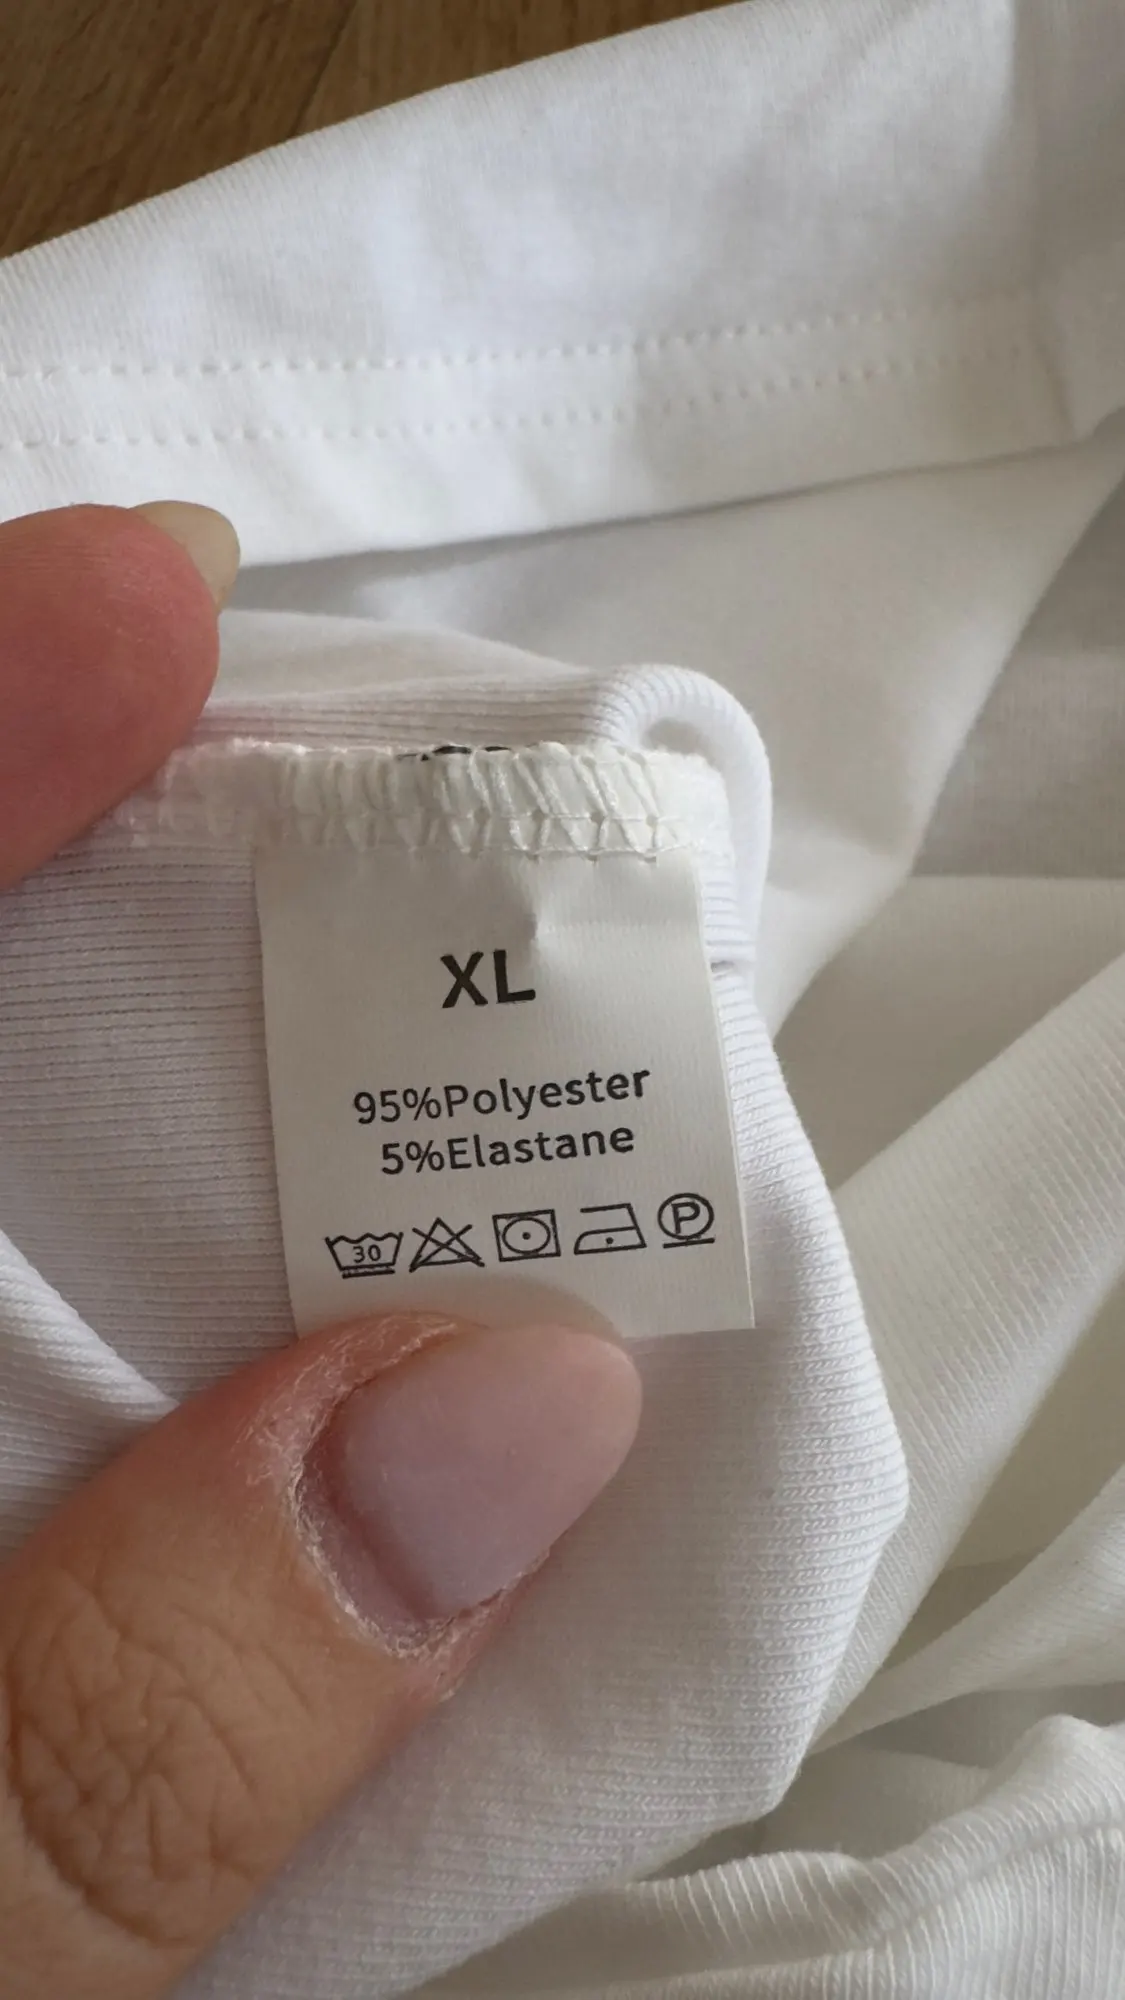 XL
95%Polyester
5%Elastane
30 P